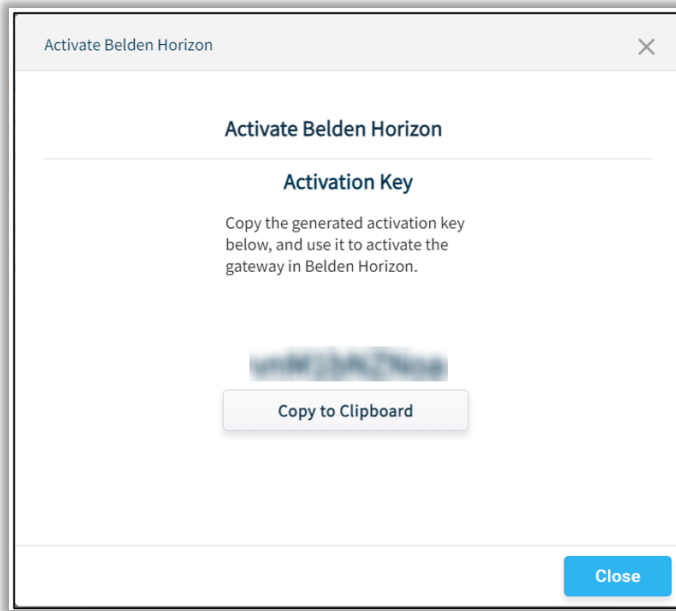 Activate Belden Horizon
Activate Belden Horizon
Activation Key
Copy the generated activation key
below, and use it to activate the
gateway in Belden Horizon.
Copy to Clipboard
Close